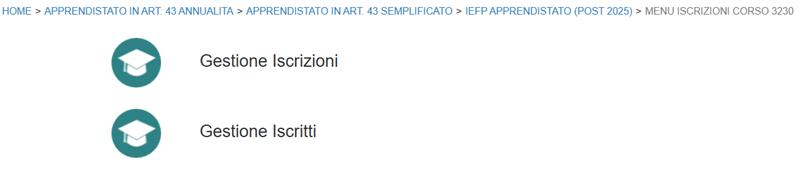 HOME > APPRENDISTATO IN ART. 43 ANNUALITA > APPRENDISTATO IN ART. 43 SEMPLIFICATO > IEFP APPRENDISTATO (POST 2025) > MENU ISCRIZIONI CORSO 3230
Gestione Iscrizioni
Gestione Iscritti